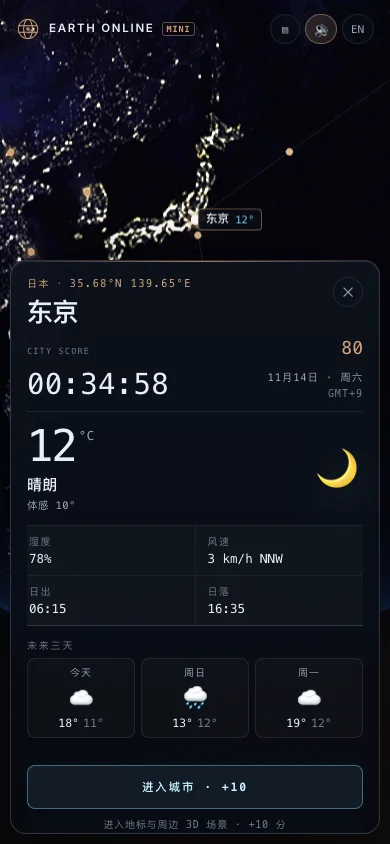 EARTH ONLINE MINI EN
东京 12°
日本 · 35.68°N 139.65°E
东京
CITY SCORE 80
00:34:58 11月14日 · 周六
GMT+9
12°C
晴朗
体感 10°
湿度 风速
78% 3 km/h NNW
日出 日落
06:15 16:35
未来三天
今天 周日 周一
18° 11° 13° 12° 19° 12°
进入城市 · +10
进入地标与周边 3D 场景 · +10 分